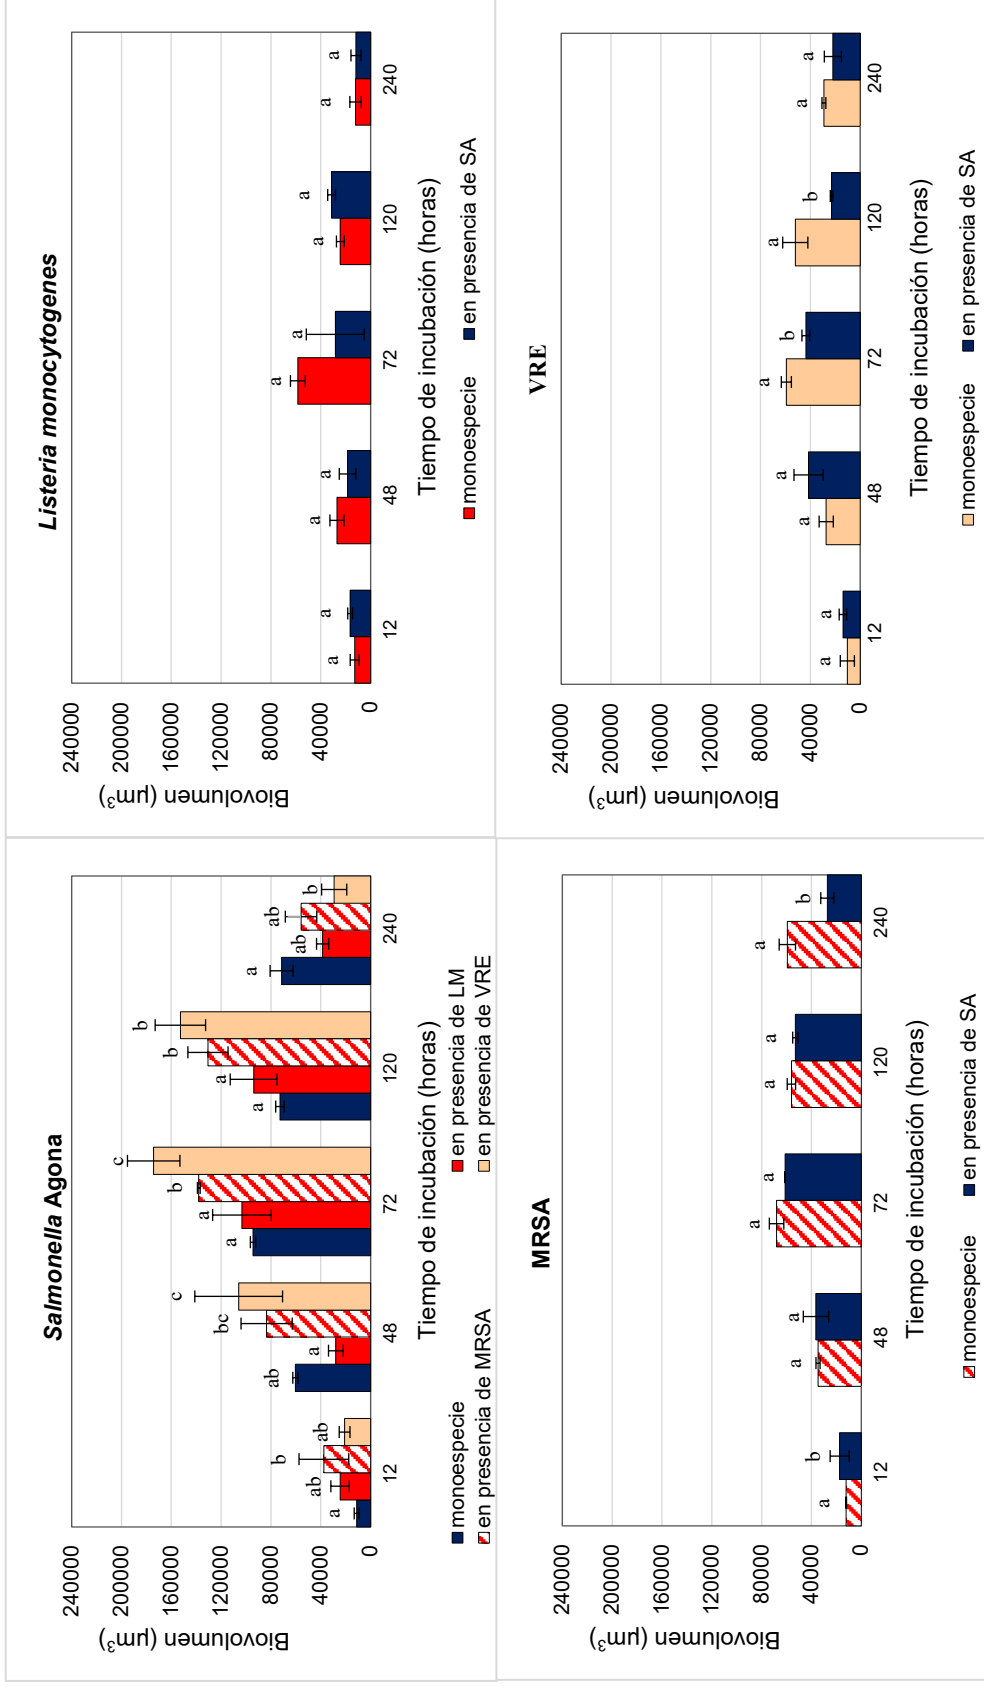 Salmonella Agona
Biovolumen (µm³)
240000
200000
160000
120000
80000
40000
0
a
ab
b
ab
ab
a
bc
c
a
a
b
c
a
a
b
b
a
ab
ab
b
12
48
72
120
240
Tiempo de incubación (horas)
monoespecie
en presencia de LM
en presencia de MRSA
en presencia de VRE
Listeria monocytogenes
Biovolumen (µm³)
240000
200000
160000
120000
80000
40000
0
a
a
a
a
a
a
a
a
a
a
12
48
72
120
240
Tiempo de incubación (horas)
monoespecie
en presencia de SA
MRSA
Biovolumen (µm³)
240000
200000
160000
120000
80000
40000
0
a
b
a
a
a
a
a
a
a
b
12
48
72
120
240
Tiempo de incubación (horas)
monoespecie
en presencia de SA
VRE
Biovolumen (µm³)
240000
200000
160000
120000
80000
40000
0
a
a
a
a
a
b
a
b
a
a
12
48
72
120
240
Tiempo de incubación (horas)
monoespecie
en presencia de SA